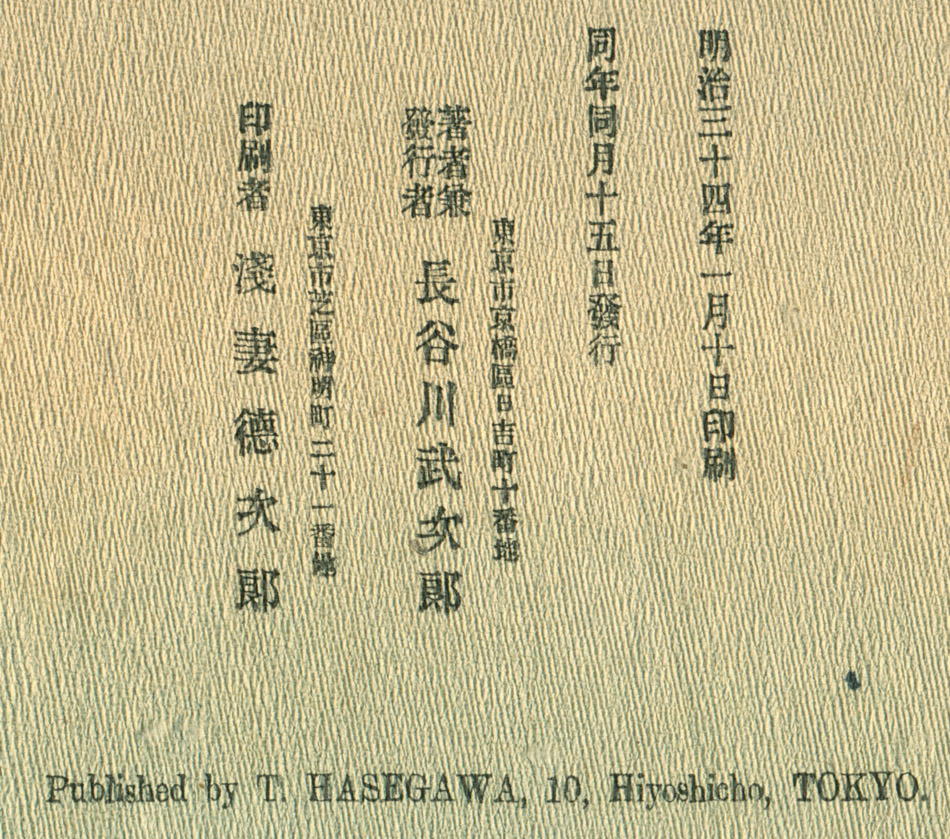 明治三十四年一月十日印刷
同年同月十五日發行
東京市京橋區日吉町十番地
著者兼
發行者
長谷川武次郎
東京市芝區神明町二十一番地
印刷者 淺妻德次郎
Published by T. HASEGAWA, 10, Hiyoshicho, TOKYO.